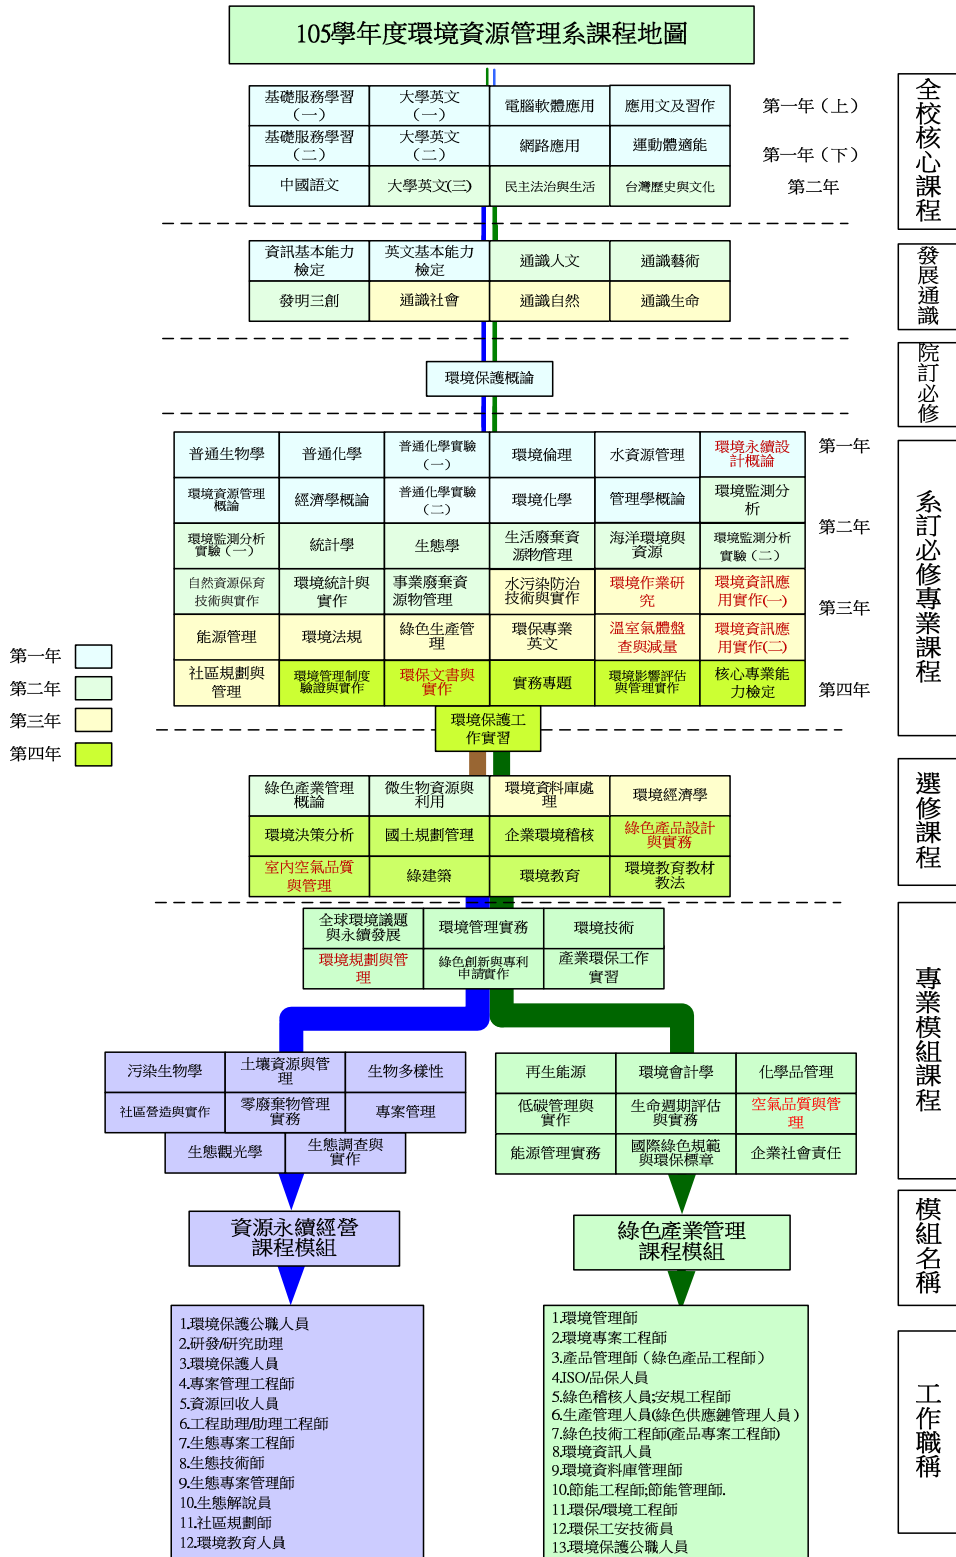 105學年度環境資源管理系課程地圖
全校核心課程
基礎服務學習
（一）
大學英文
（一）
電腦軟體應用
應用文及習作
第一年（上）
基礎服務學習
（二）
大學英文
（二）
網路應用
運動體適能
第一年（下）
中國語文
大學英文(三)
民主法治與生活
台灣歷史與文化
第二年
發展通識
資訊基本能力
檢定
英文基本能力
檢定
通識人文
通識藝術
發明三創
通識社會
通識自然
通識生命
院訂必修
環境保護概論
系訂必修專業課程
普通生物學
普通化學
普通化學實驗
（一）
環境倫理
水資源管理
環境永續設
計概論
第一年
環境資源管理
概論
經濟學概論
普通化學實驗
（二）
環境化學
管理學概論
環境監測分
析
第二年
環境監測分析
實驗（一）
統計學
生態學
生活廢棄資
源物管理
海洋環境與
資源
環境監測分析
實驗（二）
自然資源保育
技術與實作
環境統計與
實作
事業廢棄資
源物管理
水污染防治
技術與實作
環境作業研
究
環境資訊應
用實作(一)
第三年
能源管理
環境法規
綠色生產管
理
環保專業
英文
溫室氣體盤
查與減量
環境資訊應
用實作(二)
社區規劃與
管理
環境管理制度
驗證與實作
環保文書與
實作
實務專題
環境影響評估
與管理實作
核心專業能
力檢定
第四年
環境保護工
作實習
第一年
第二年
第三年
第四年
選修課程
綠色產業管理
概論
微生物資源與
利用
環境資料庫處
理
環境經濟學
環境決策分析
國土規劃管理
企業環境稽核
綠色產品設計
與實務
室內空氣品質
與管理
綠建築
環境教育
環境教育教材
教法
專業模組課程
全球環境議題
與永續發展
環境管理實務
環境技術
環境規劃與管
理
綠色創新與專利
申請實作
產業環保工作
實習
污染生物學
土壤資源與管
理
生物多樣性
社區營造與實作
零廢棄物管理
實務
專案管理
生態觀光學
生態調查與
實作
再生能源
環境會計學
化學品管理
低碳管理與
實作
生命週期評估
與實務
空氣品質與管
理
能源管理實務
國際綠色規範
與環保標章
企業社會責任
模組名稱
資源永續經營
課程模組
綠色產業管理
課程模組
工作職稱
1.環境保護公職人員
2.研發/研究助理
3.環境保護人員
4.專案管理工程師
5.資源回收人員
6.工程助理/助理工程師
7.生態專案工程師
8.生態技術師
9.生態專案管理師
10.生態解說員
11.社區規劃師
12.環境教育人員
1.環境管理師
2.環境專案工程師
3.產品管理師（綠色產品工程師）
4.ISO/品保人員
5.綠色稽核人員;安規工程師
6.生產管理人員(綠色供應鏈管理人員)
7.綠色技術工程師(產品專案工程師)
8.環境資訊人員
9.環境資料庫管理師
10.節能工程師;節能管理師.
11.環保/環境工程師
12.環保工安技術員
13.環境保護公職人員